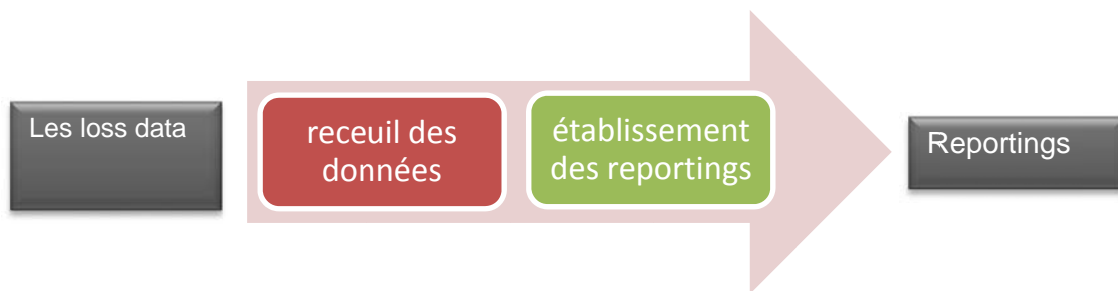 Les loss data
receuil des
données
établissement
des reportings
Reportings